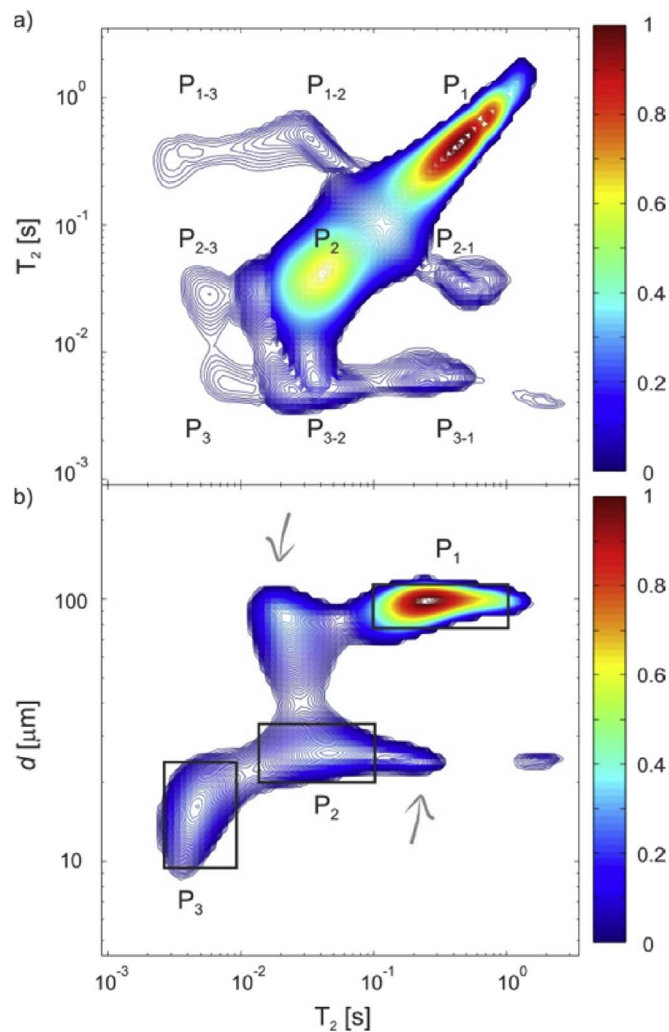 a)
P₁₋₃ P₁₋₂ P₁
P₂₋₃ P₂ P₂₋₁
P₃ P₃₋₂ P₃₋₁
T₂ [s]
10⁰
10⁻¹
10⁻²
10⁻³
1
0.8
0.6
0.4
0.2
0
b)
P₁
P₂
P₃
d [μm]
100
10
10⁻³ 10⁻² 10⁻¹ 10⁰
T₂ [s]
1
0.8
0.6
0.4
0.2
0